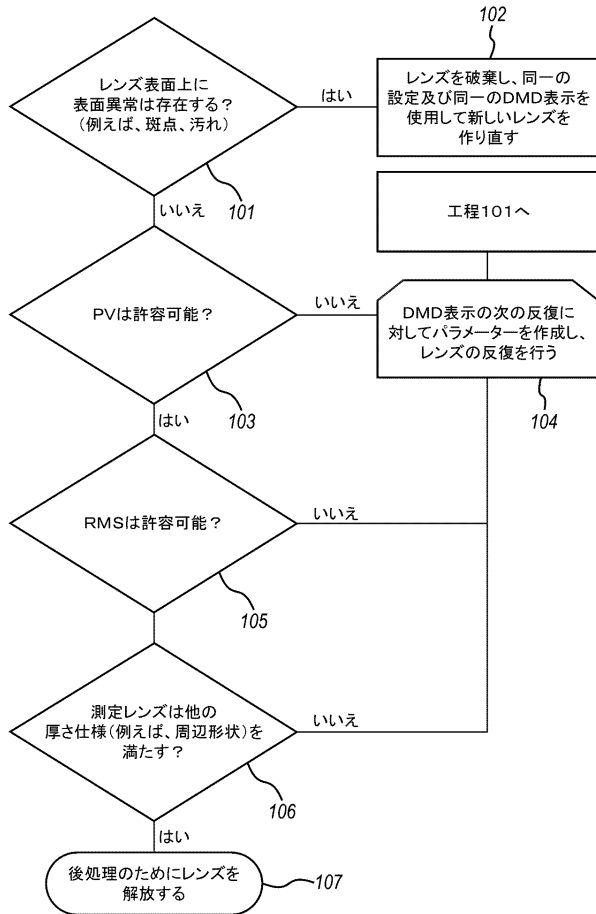 レンズ表面上に
表面異常は存在する?
(例えば、斑点、汚れ)
101
はい
102
レンズを破棄し、同一の
設定及び同一のDMD表示を
使用して新しいレンズを
作り直す
いいえ
工程101へ
PVは許容可能?
103
いいえ
DMD表示の次の反復に
対してパラメーターを作成し、
レンズの反復を行う
104
はい
RMSは許容可能?
105
いいえ
測定レンズは他の
厚さ仕様(例えば、周辺形状)を
満たす?
106
いいえ
はい
後処理のためにレンズを
解放する
107